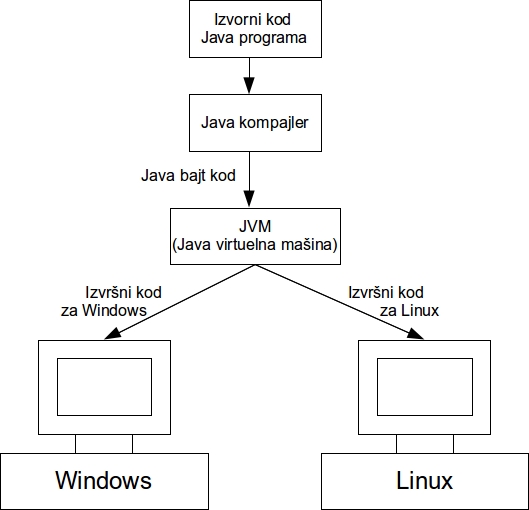 Izvorni kod
Java programa
Java kompajler
Java bajt kod
JVM
(Java virtuelna mašina)
Izvršni kod
za Windows
Izvršni kod
za Linux
Windows
Linux